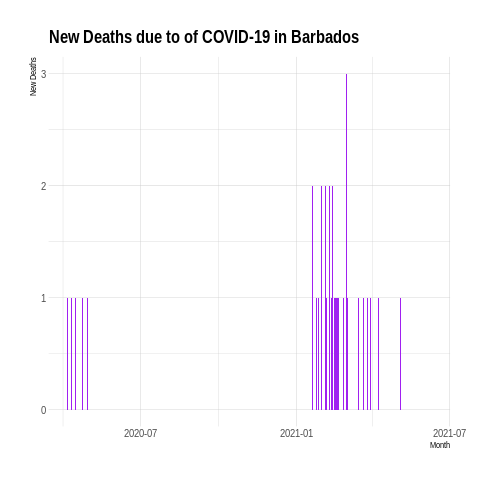 New Deaths due to of COVID-19 in Barbados
New Deaths
3
2
1
0
2020-07 2021-01 2021-07
Month